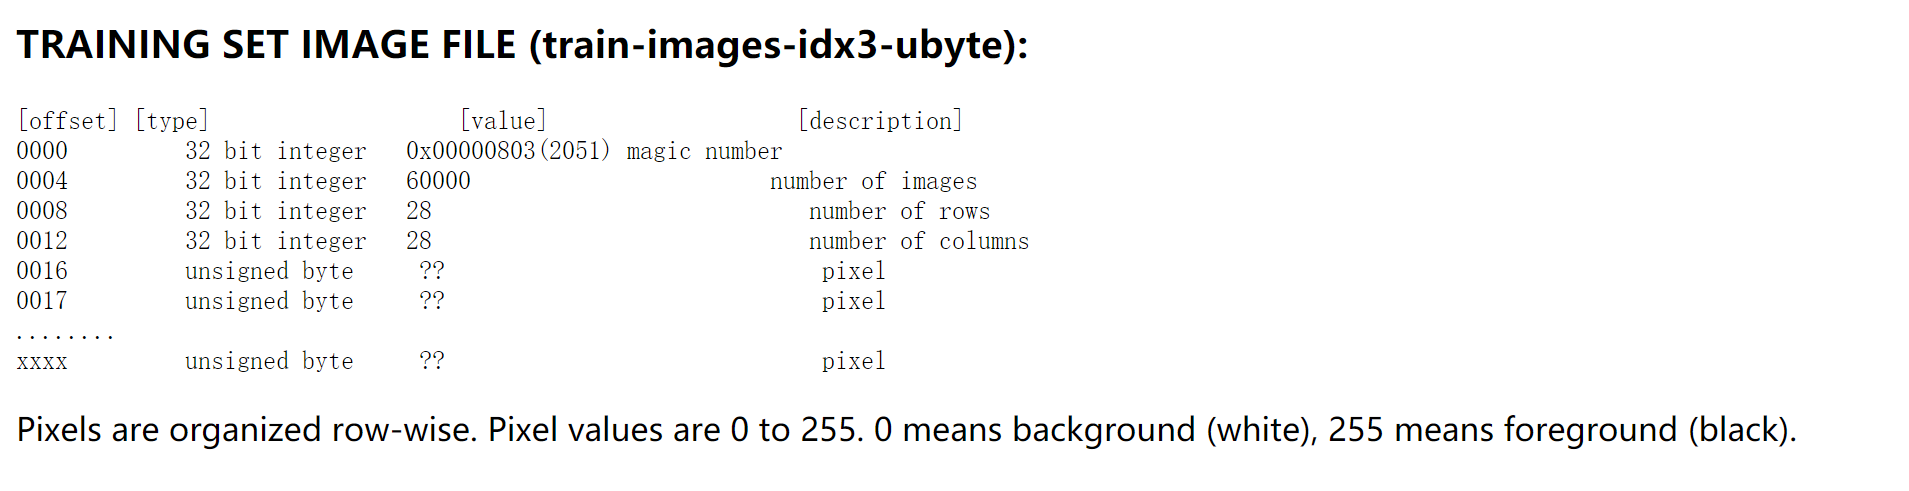 TRAINING SET IMAGE FILE (train-images-idx3-ubyte):
[offset] [type] [value] [description]
0000 32 bit integer 0x00000803(2051) magic number
0004 32 bit integer 60000 number of images
0008 32 bit integer 28 number of rows
0012 32 bit integer 28 number of columns
0016 unsigned byte ?? pixel
0017 unsigned byte ?? pixel
........
xxxx unsigned byte ?? pixel
Pixels are organized row-wise. Pixel values are 0 to 255. 0 means background (white), 255 means foreground (black).